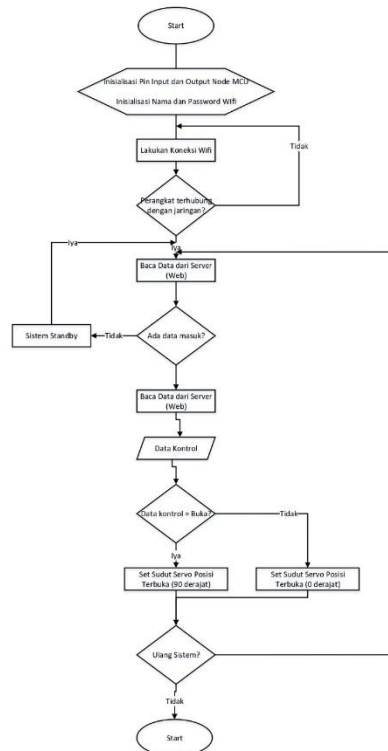 Start
Inisialisasi Pin Input dan Output Node MCU
Inisialisasi Nama dan Password Wifi
Lakukan Koneksi Wifi
Tidak
Perangkat terhubung
dengan jaringan?
Iya
Iya
Baca Data dari Server
(Web)
Sistem Standby
Tidak
Ada data masuk?
Baca Data dari Server
(Web)
Data Kontrol
Data kontrol = Buka?
Tidak
Iya
Set Sudut Servo Posisi
Terbuka (90 derajat)
Set Sudut Servo Posisi
Terbuka (0 derajat)
Ulang Sistem?
Tidak
Start